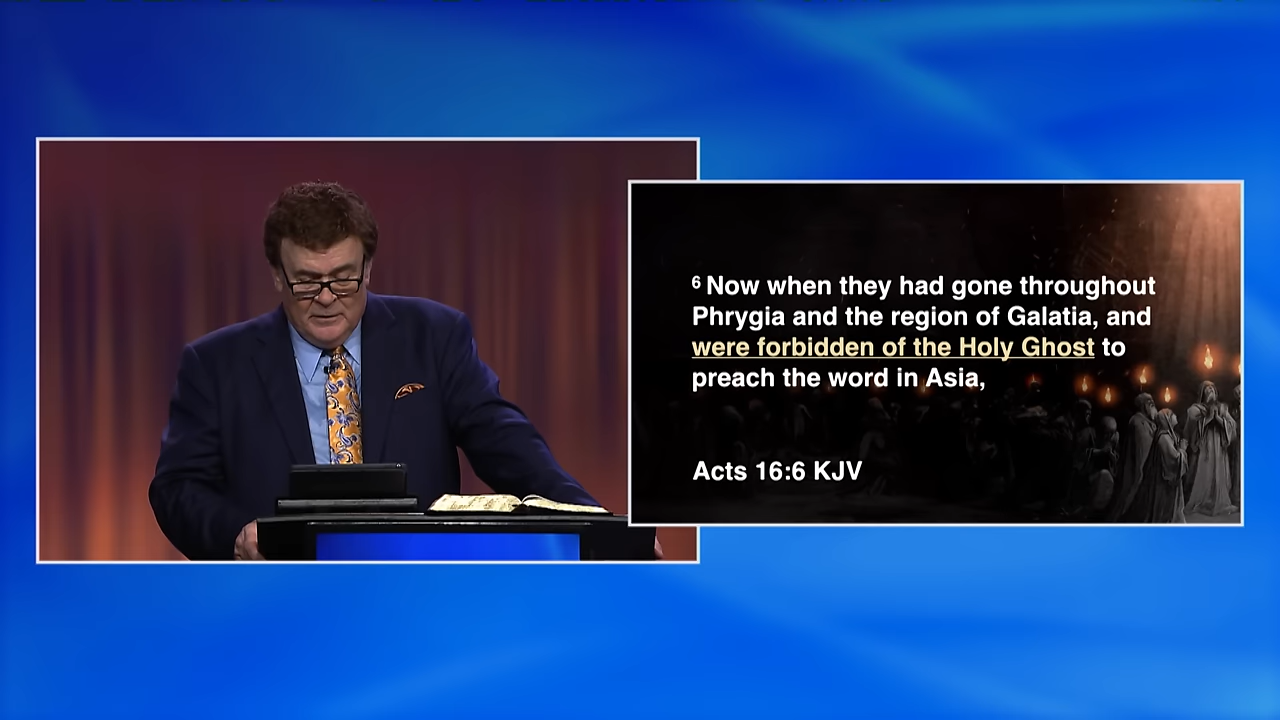 6 Now when they had gone throughout
Phrygia and the region of Galatia, and
were forbidden of the Holy Ghost to
preach the word in Asia,
Acts 16:6 KJV